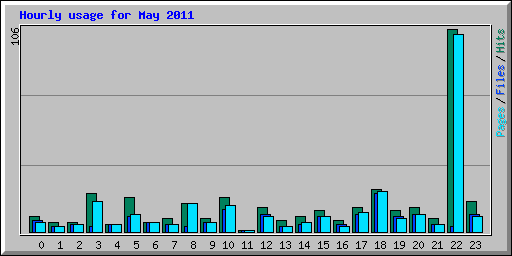 Hourly usage for May 2011
106
Pages / Files / Hits
0 1 2 3 4 5 6 7 8 9 10 11 12 13 14 15 16 17 18 19 20 21 22 23